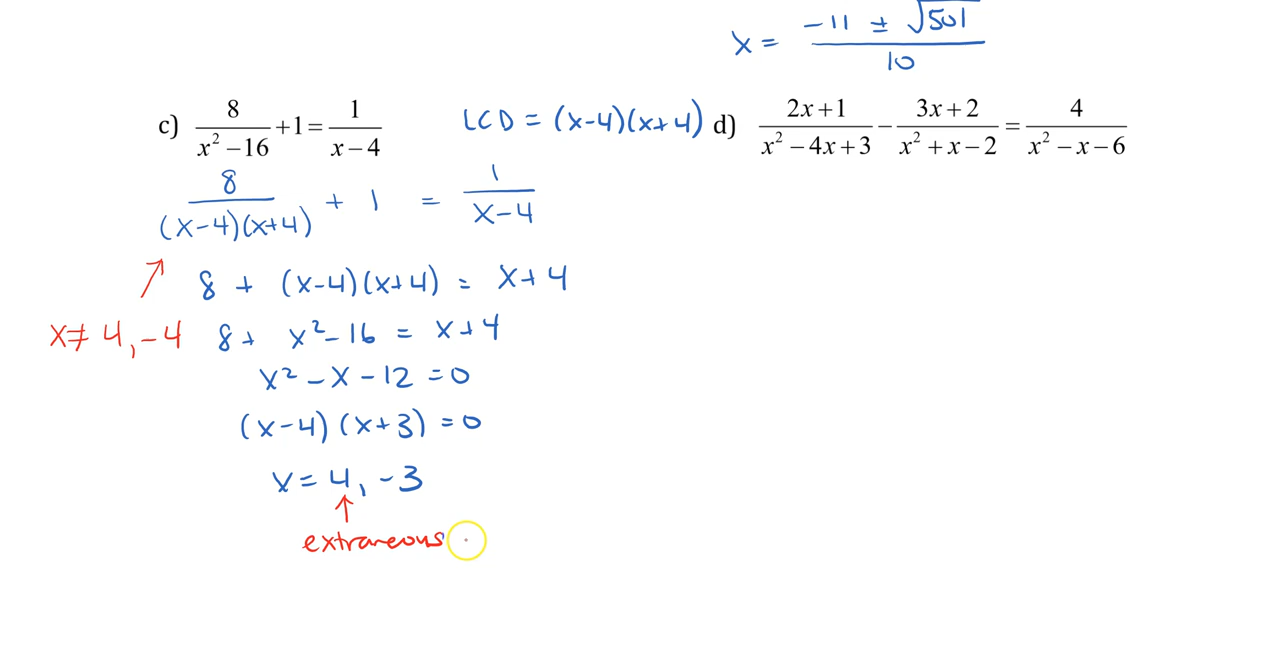 x = (-11 ± √501)/10
c) 8/(x² − 16) + 1 = 1/(x − 4)
LCD = (x-4)(x+4)
8/((x-4)(x+4)) + 1 = 1/(x-4)
8 + (x-4)(x+4) = x+4
x ≠ 4, -4
8 + x² - 16 = x+4
x² - x - 12 = 0
(x-4)(x+3) = 0
x = 4, -3
extraneous
d) (2x + 1)/(x² − 4x + 3) − (3x + 2)/(x² + x − 2) = 4/(x² − x − 6)